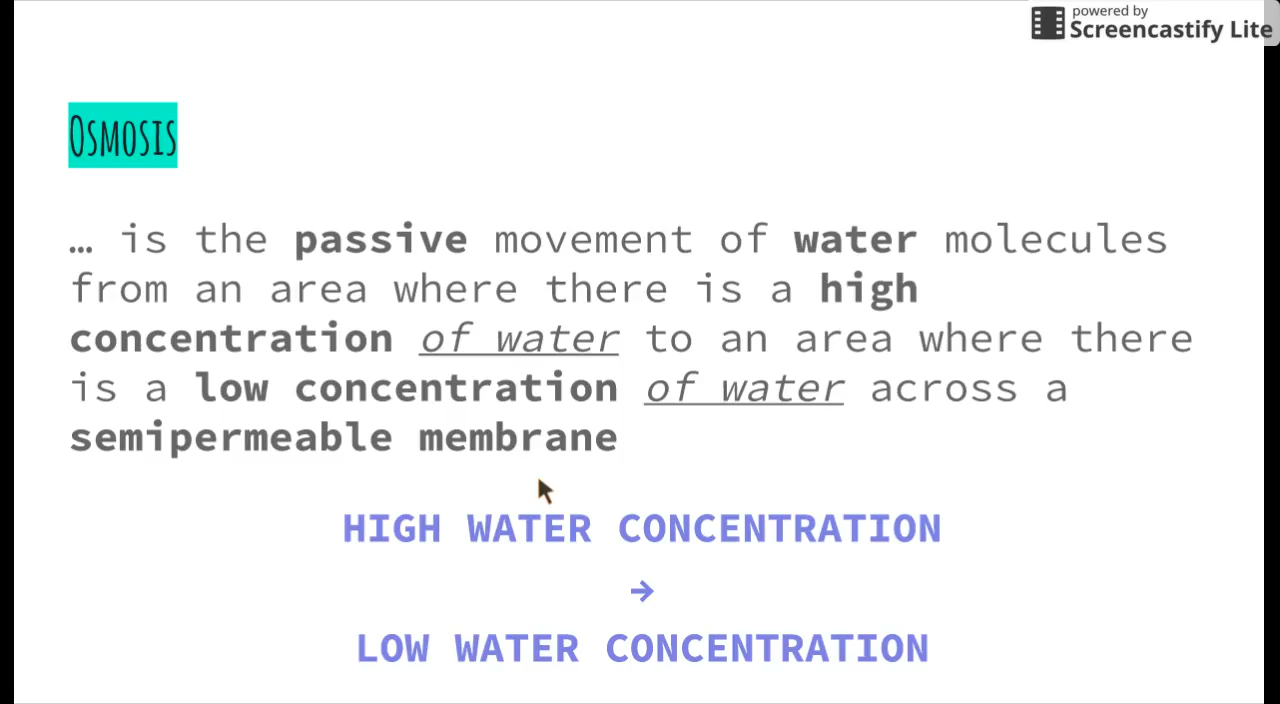 powered by
Screencastify Lite
Osmosis
… is the passive movement of water molecules
from an area where there is a high
concentration of water to an area where there
is a low concentration of water across a
semipermeable membrane
HIGH WATER CONCENTRATION
→
LOW WATER CONCENTRATION